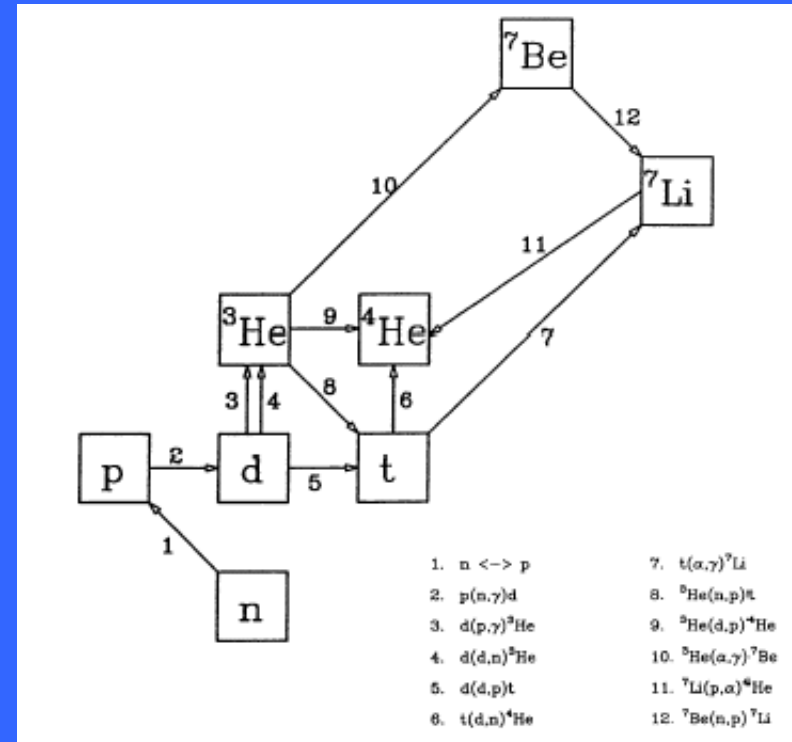 ⁷Be
12
⁷Li
10
11
³He
9
⁴He
7
8
3
4
6
p
2
d
5
t
1
n
1. n <-> p
2. p(n,γ)d
3. d(p,γ)³He
4. d(d,n)³He
5. d(d,p)t
6. t(d,n)⁴He
7. t(α,γ)⁷Li
8. ³He(n,p)t
9. ³He(d,p)⁴He
10. ³He(α,γ)⁷Be
11. ⁷Li(p,α)⁴He
12. ⁷Be(n,p)⁷Li